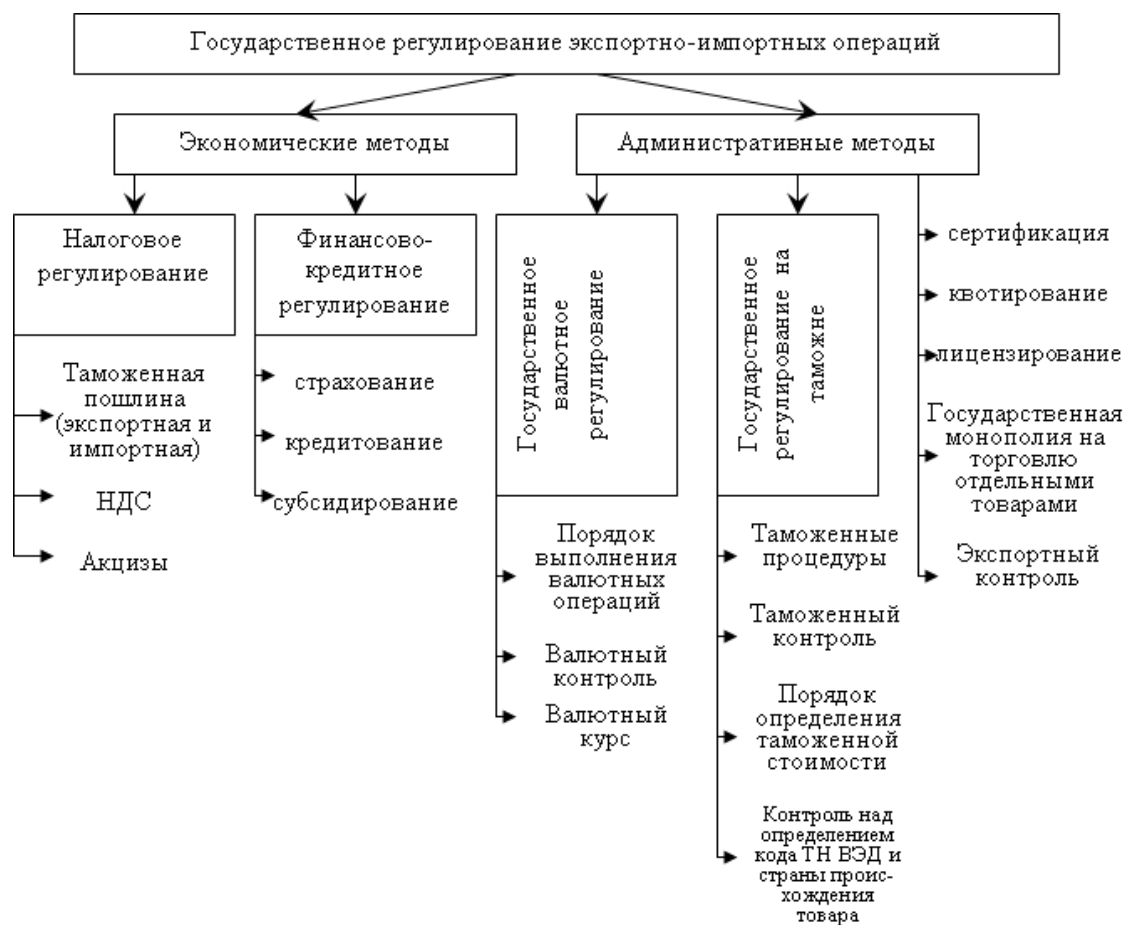 Государственное регулирование экспортно-импортных операций
Экономические методы
Административные методы
Налоговое
регулирование
Финансово-
кредитное
регулирование
Государственное
валютное
регулирование
Государственное
регулирование на
таможне
сертификация
квотирование
лицензирование
Государственная
монополия на
торговлю
отдельными
товарами
Экспортный
контроль
Таможенная
пошлина
(экспортная и
импортная)
НДС
Акцизы
страхование
кредитование
субсидирование
Порядок
выполнения
валютных
операций
Валютный
контроль
Валютный
курс
Таможенные
процедуры
Таможенный
контроль
Порядок
определения
таможенной
стоимости
Контроль над
определением
кода ТН ВЭД и
страны проис-
хождения
товара